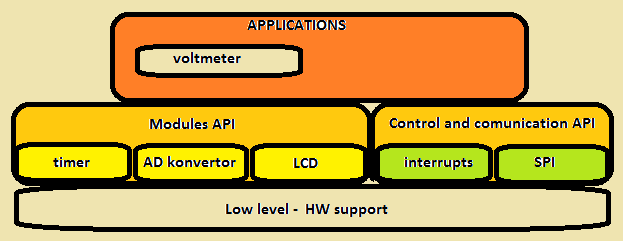 APPLICATIONS
voltmeter
Modules API
Control and comunication API
timer
AD konvertor
LCD
interrupts
SPI
Low level - HW support